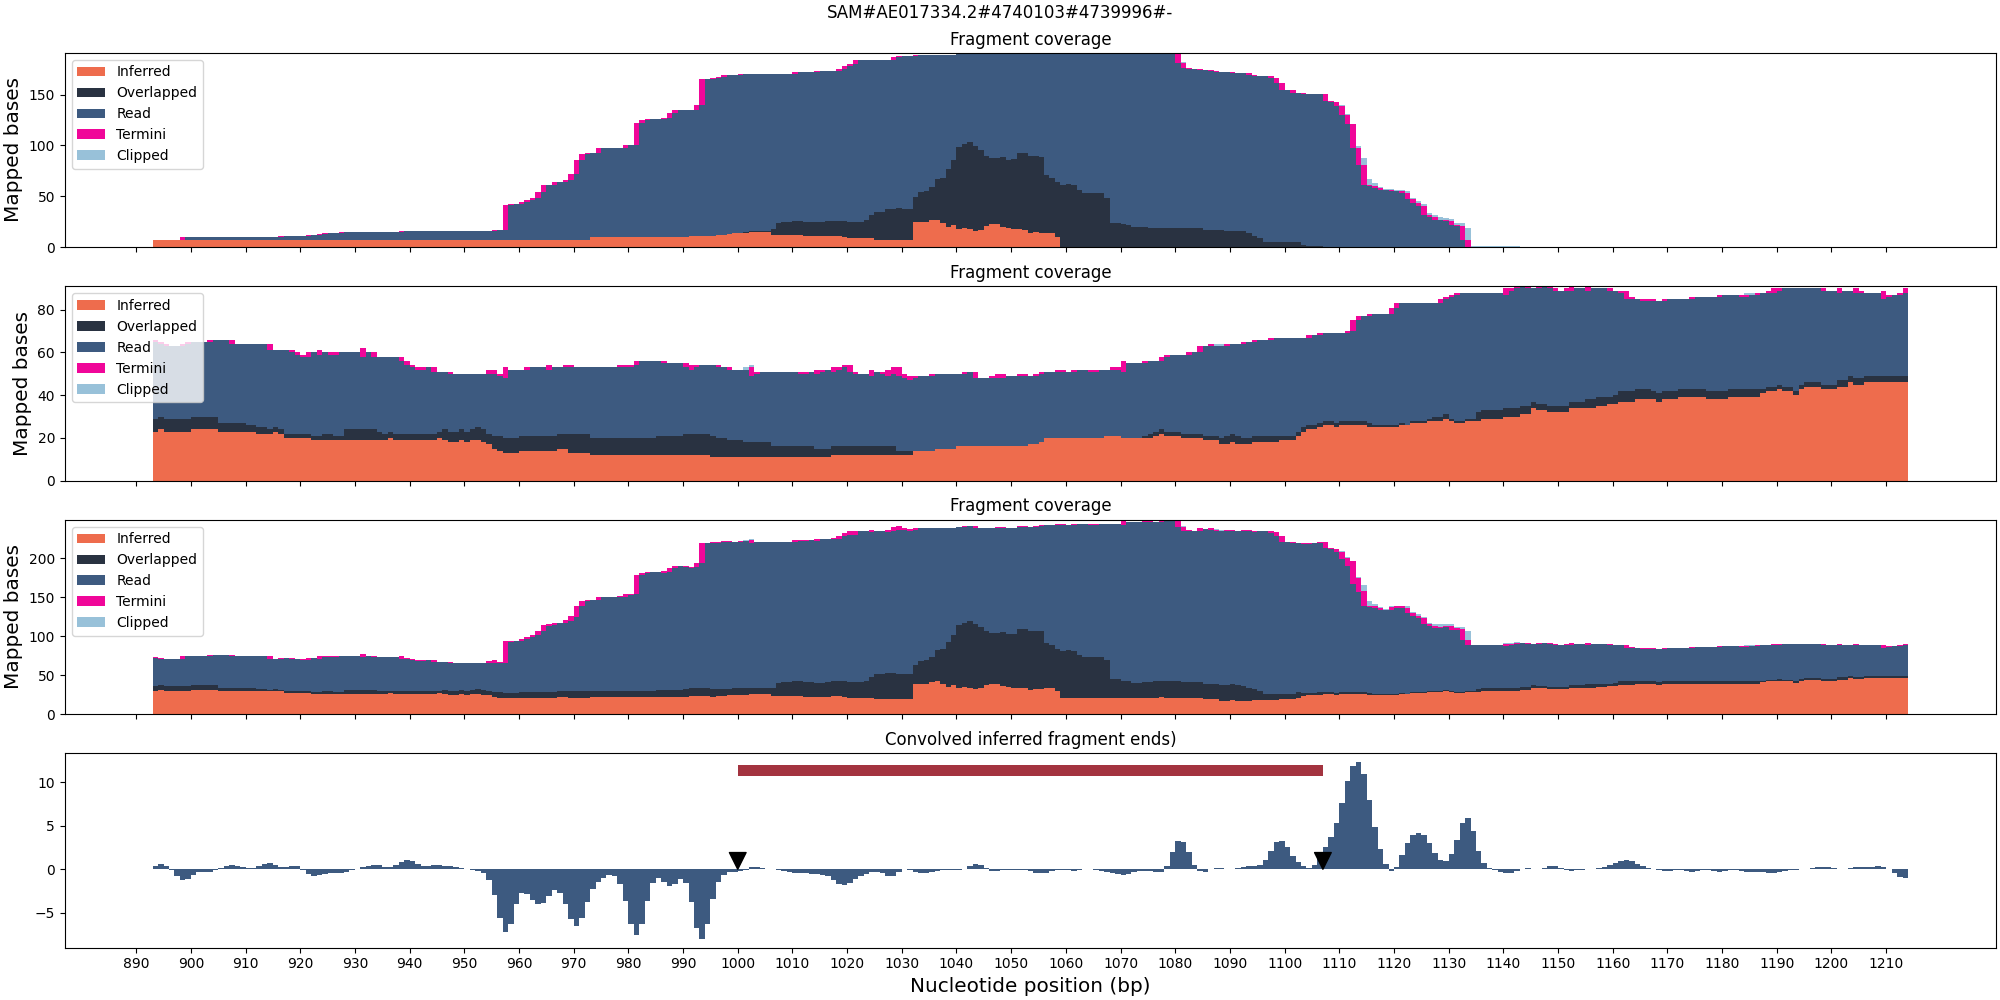 SAM#AE017334.2#4740103#4739996#-
Fragment coverage
Mapped bases
150
100
50
0
Inferred
Overlapped
Read
Termini
Clipped
Fragment coverage
Mapped bases
80
60
40
20
0
Inferred
Overlapped
Read
Termini
Clipped
Fragment coverage
Mapped bases
200
150
100
50
0
Inferred
Overlapped
Read
Termini
Clipped
Convolved inferred fragment ends)
10
5
0
−5
890 900 910 920 930 940 950 960 970 980 990 1000 1010 1020 1030 1040 1050 1060 1070 1080 1090 1100 1110 1120 1130 1140 1150 1160 1170 1180 1190 1200 1210
Nucleotide position (bp)